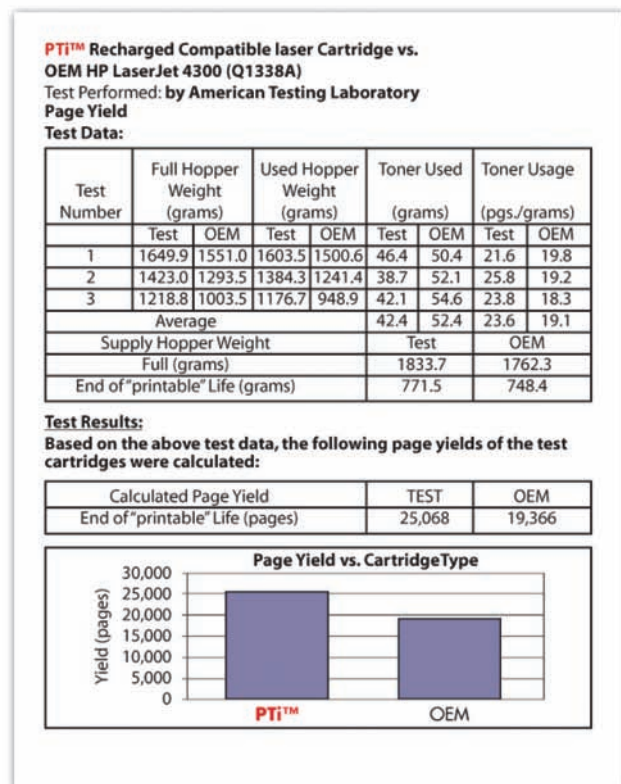 PTi™ Recharged Compatible laser Cartridge vs.
OEM HP LaserJet 4300 (Q1338A)
Test Performed: by American Testing Laboratory
Page Yield
Test Data:
Test Number Full Hopper Weight (grams) Used Hopper Weight (grams) Toner Used (grams) Toner Usage (pgs./grams)
Test OEM Test OEM Test OEM Test OEM
1 1649.9 1551.0 1603.5 1500.6 46.4 50.4 21.6 19.8
2 1423.0 1293.5 1384.3 1241.4 38.7 52.1 25.8 19.2
3 1218.8 1003.5 1176.7 948.9 42.1 54.6 23.8 18.3
Average 42.4 52.4 23.6 19.1
Supply Hopper Weight Test OEM
Full (grams) 1833.7 1762.3
End of "printable" Life (grams) 771.5 748.4
Test Results:
Based on the above test data, the following page yields of the test
cartridges were calculated:
Calculated Page Yield TEST OEM
End of "printable" Life (pages) 25,068 19,366
Page Yield vs. CartridgeType
Yield (pages)
30,000
25,000
20,000
15,000
10,000
5,000
0
PTi™ OEM